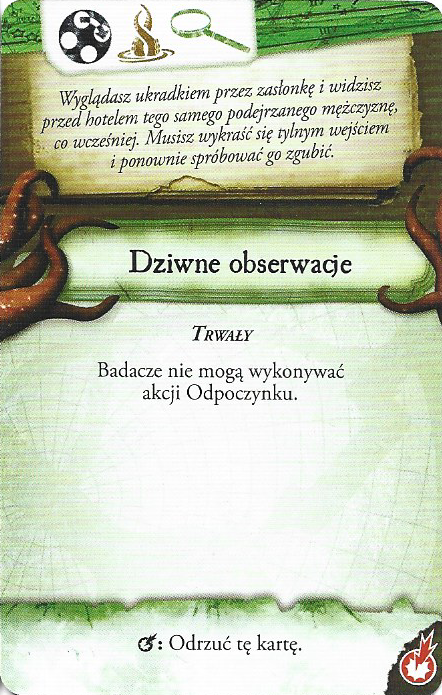 Wyglądasz ukradkiem przez zasłonkę i widzisz
przed hotelem tego samego podejrzanego mężczyznę,
co wcześniej. Musisz wykraść się tylnym wejściem
i ponownie spróbować go zgubić.
Dziwne obserwacje
Trwały
Badacze nie mogą wykonywać
akcji Odpoczynku.
: Odrzuć tę kartę.